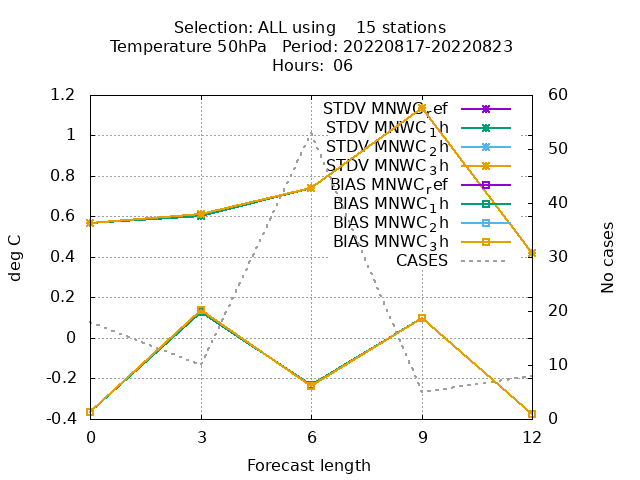 Selection: ALL using    15 stations
Temperature 50hPa   Period: 20220817-20220823
Hours:  06
1.2
1
0.8
0.6
0.4
0.2
0
-0.2
-0.4
deg C
STDV MNWC_ref
STDV MNWC_1h
STDV MNWC_2h
STDV MNWC_3h
BIAS MNWC_ref
BIAS MNWC_1h
BIAS MNWC_2h
BIAS MNWC_3h
CASES
60
50
40
30
20
10
0
No cases
0 3 6 9 12
Forecast length